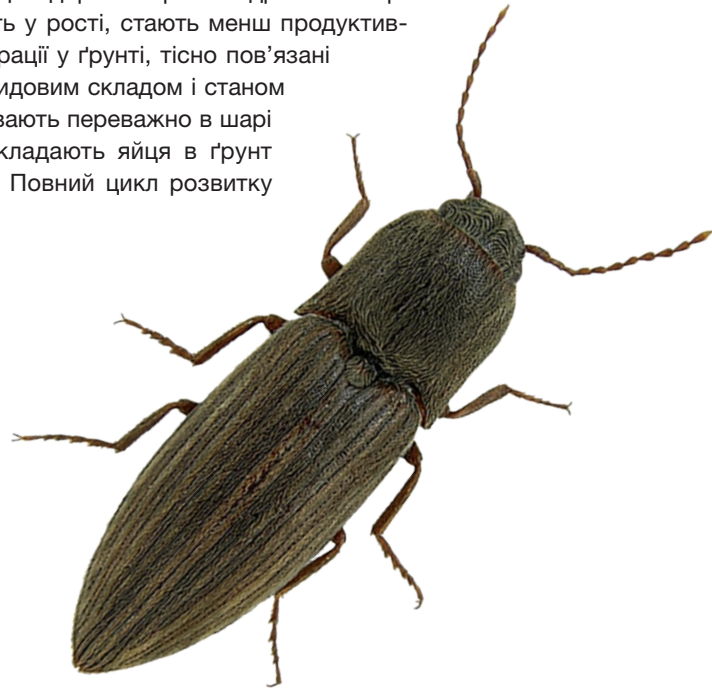 ть у рості, стають менш продуктив-
рації у ґрунті, тісно пов’язані
идовим складом і станом
вають переважно в шарі
кладають яйця в ґрунт
Повний цикл розвитку